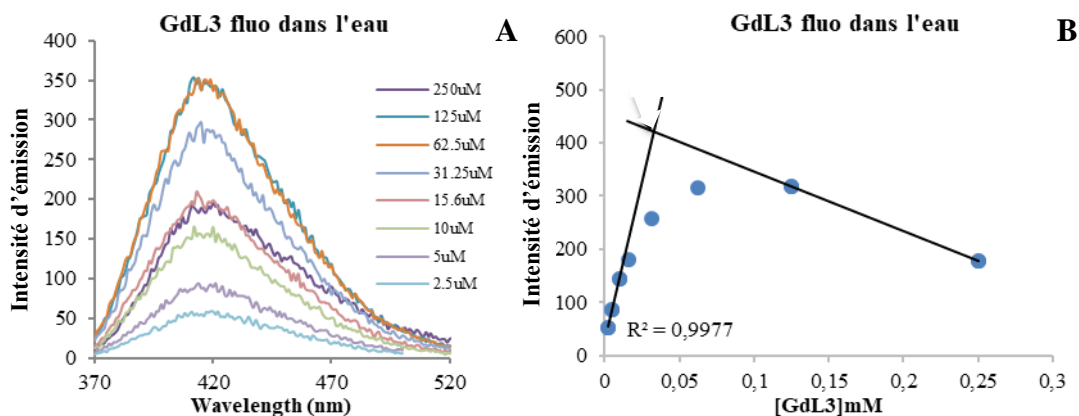 GdL3 fluo dans l'eau
A
Intensité d'émission
400
350
300
250
200
150
100
50
0
370
420
470
520
Wavelength (nm)
250uM
125uM
62.5uM
31.25uM
15.6uM
10uM
5uM
2.5uM
GdL3 fluo dans l'eau
B
Intensité d'émission
600
500
400
300
200
100
0
0
0,05
0,1
0,15
0,2
0,25
0,3
[GdL3]mM
R² = 0,9977